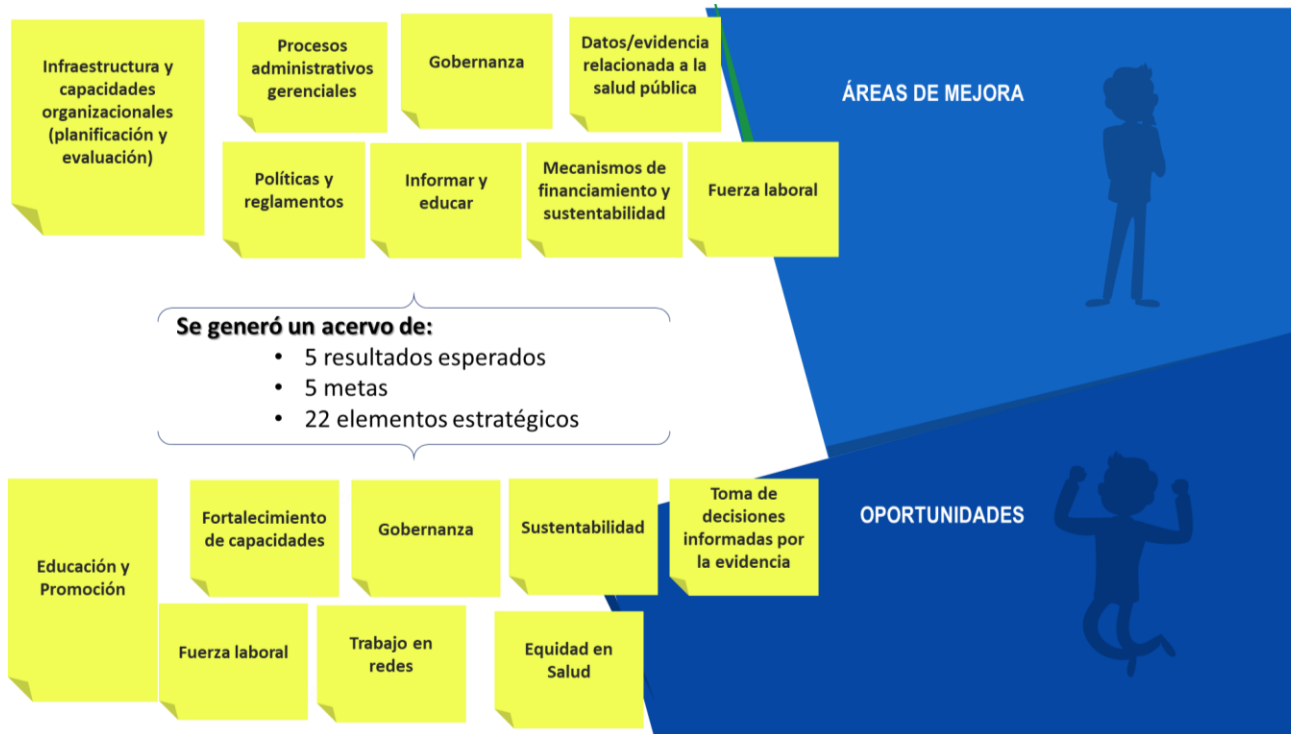 Infraestructura y
capacidades
organizacionales
(planificación y
evaluación)
Procesos
administrativos
gerenciales
Gobernanza
Datos/evidencia
relacionada a la
salud pública
ÁREAS DE MEJORA
Políticas y
reglamentos
Informar y
educar
Mecanismos de
financiamiento y
sustentabilidad
Fuerza laboral
Se generó un acervo de:
• 5 resultados esperados
• 5 metas
• 22 elementos estratégicos
Educación y
Promoción
Fortalecimiento
de capacidades
Gobernanza
Sustentabilidad
Toma de
decisiones
informadas por
la evidencia
OPORTUNIDADES
Fuerza laboral
Trabajo en
redes
Equidad en
Salud